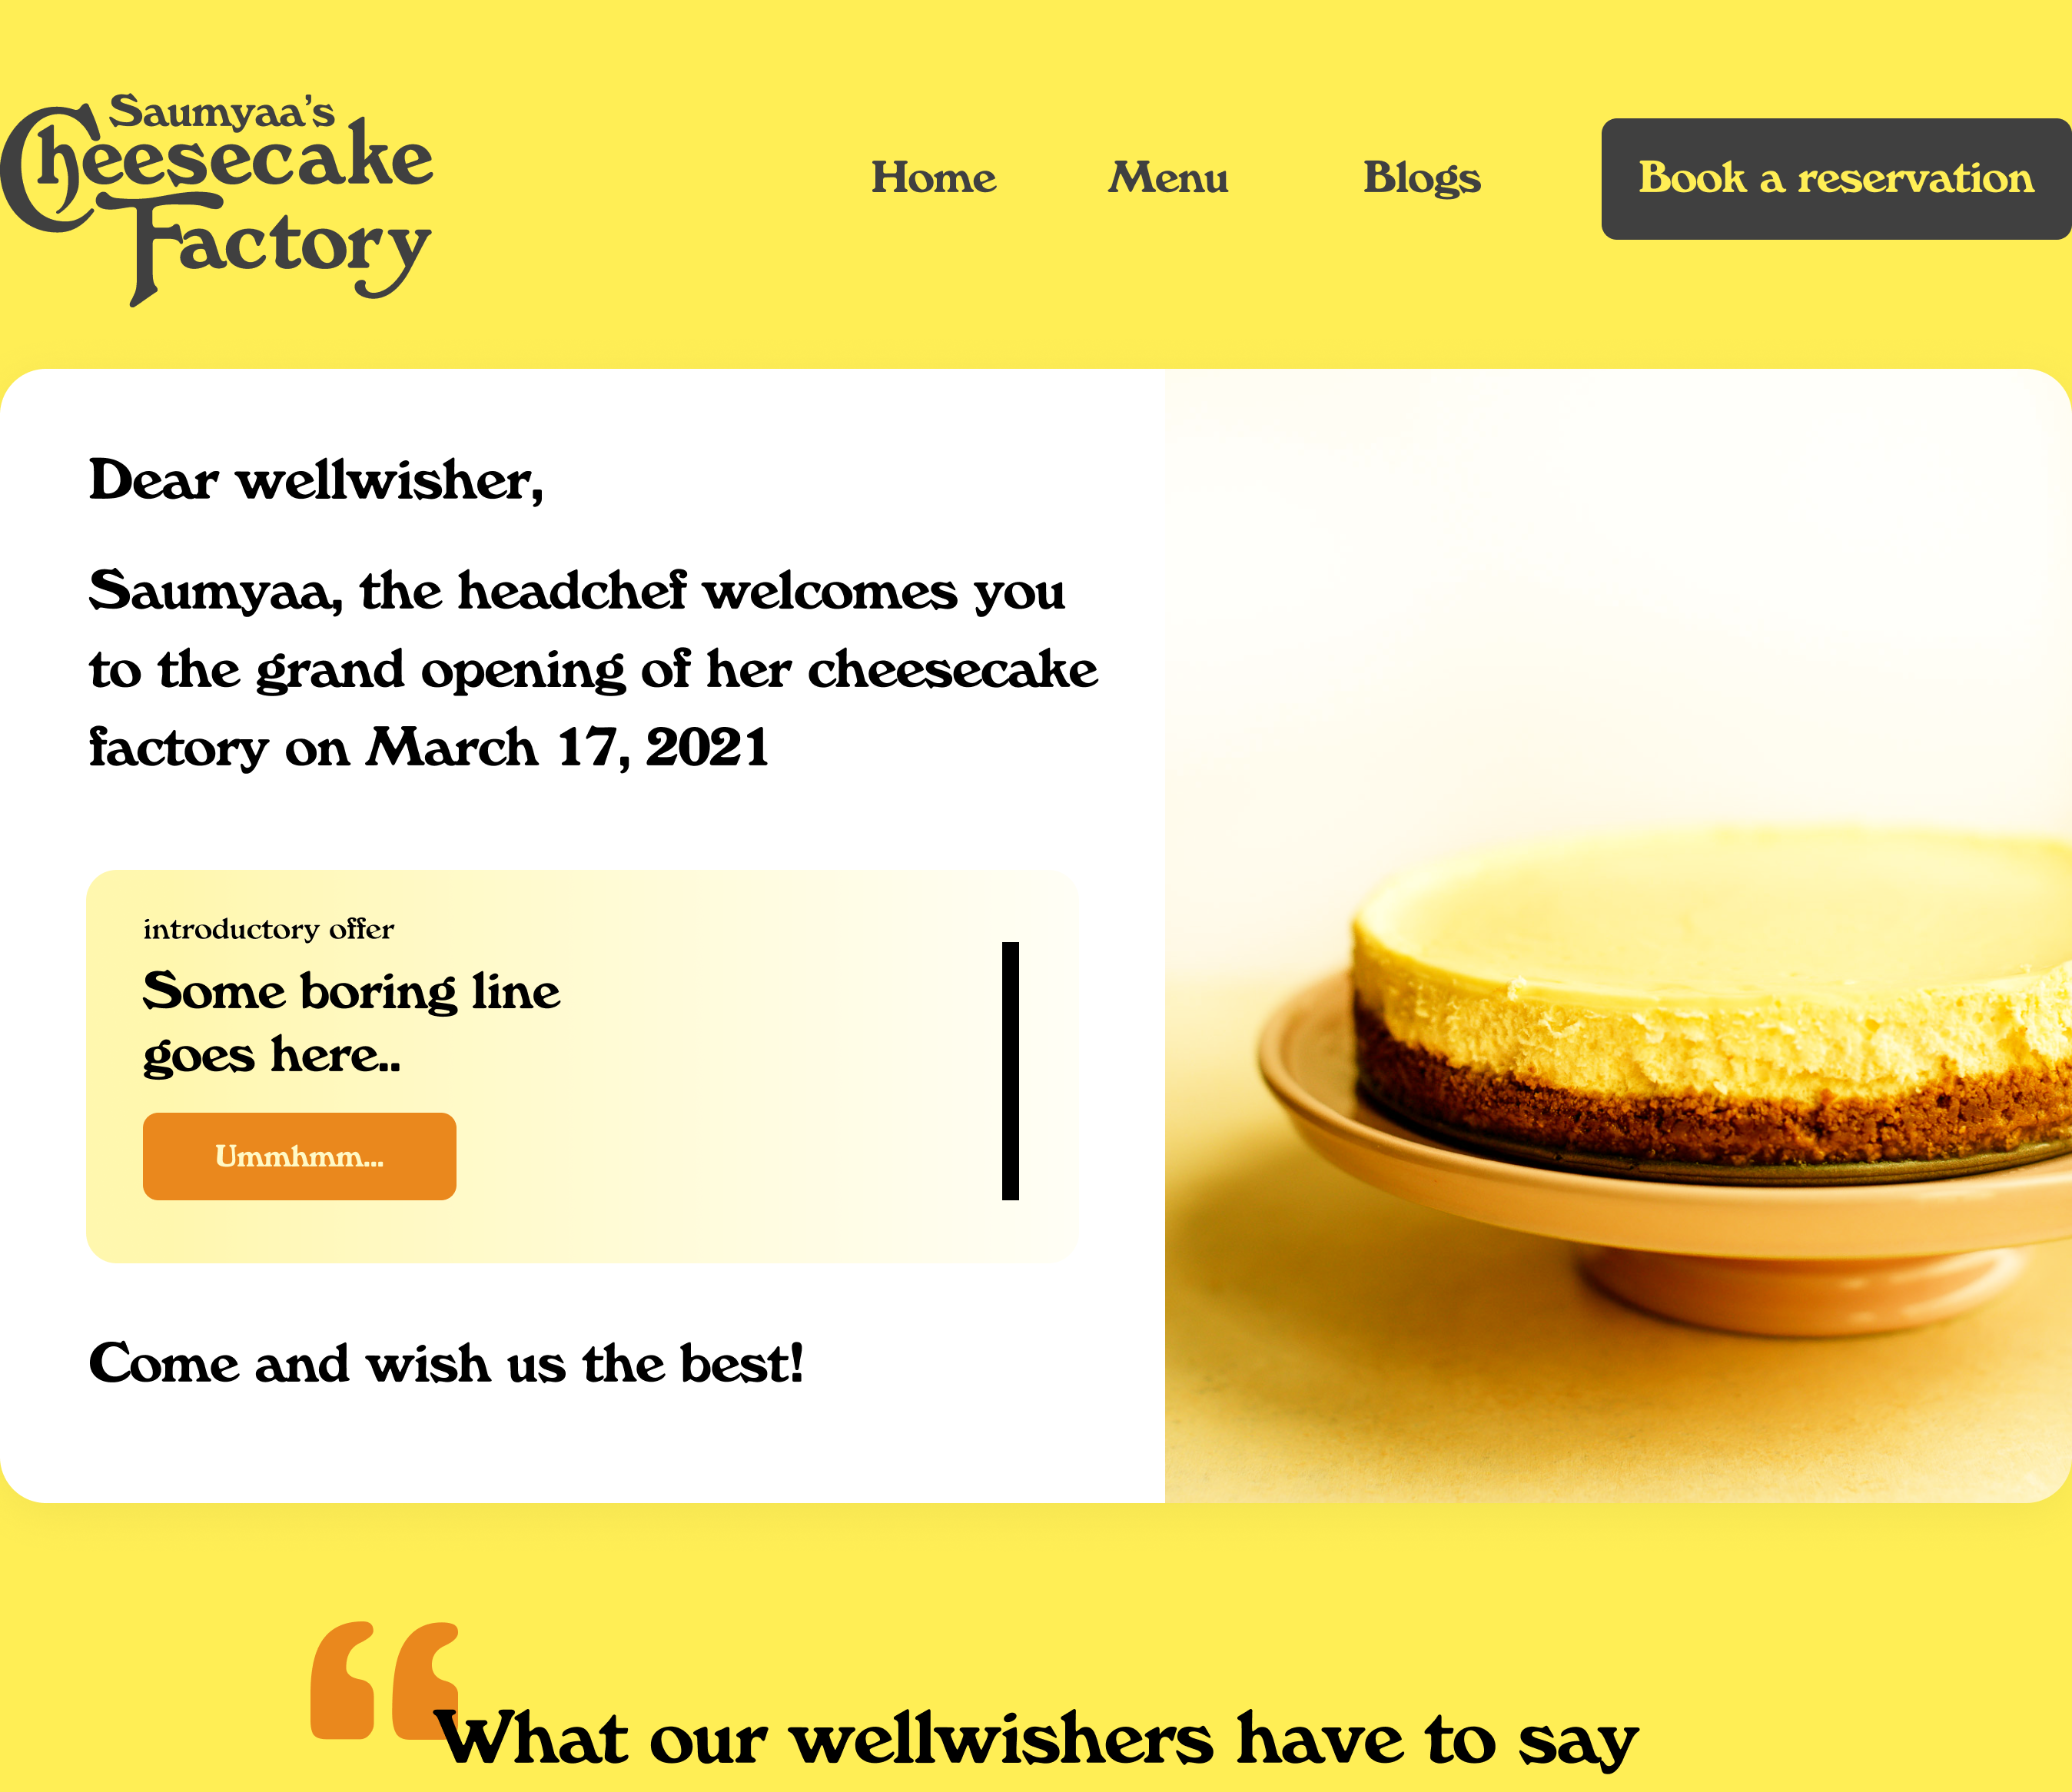 Saumyaa's
Cheesecake
Factory
Home
Menu
Blogs
Book a reservation
Dear wellwisher,
Saumyaa, the headchef welcomes you
to the grand opening of her cheesecake
factory on March 17, 2021
introductory offer
Some boring line
goes here..
Ummhmm...
Come and wish us the best!
“
What our wellwishers have to say